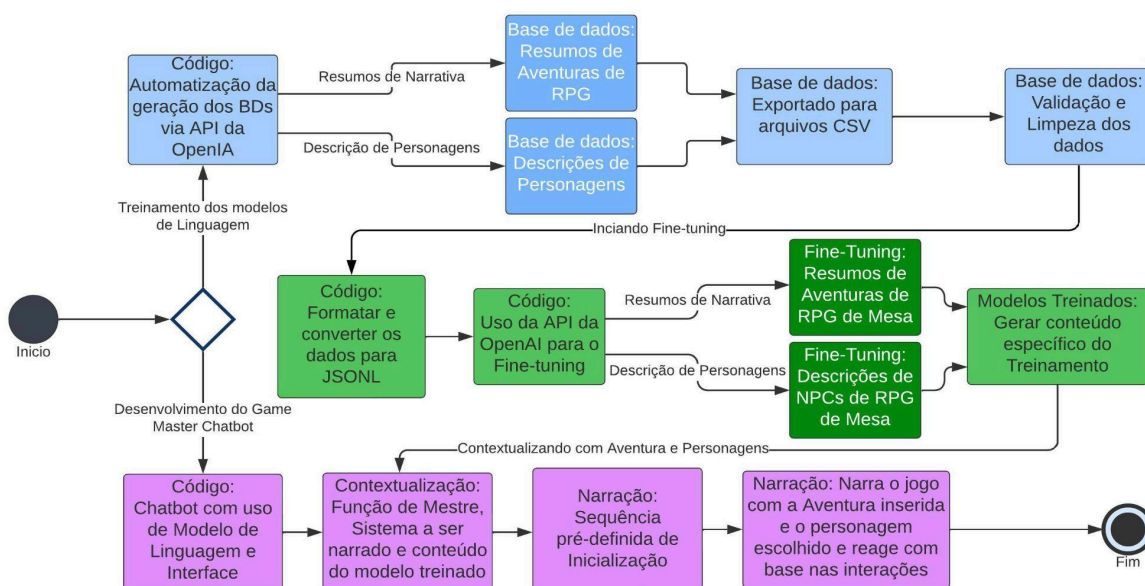 Código:
Automatização da
geração dos BDs
via API da
OpenIA
Resumos de Narrativa
Descrição de Personagens
Base de dados:
Resumos de
Aventuras de
RPG
Base de dados:
Descrições de
Personagens
Base de dados:
Exportado para
arquivos CSV
Base de dados:
Validação e
Limpeza dos
dados
Treinamento dos modelos
de Linguagem
Inciando Fine-tuning
Inicio
Código:
Formatar e
converter os
dados para
JSONL
Código:
Uso da API da
OpenAI para o
Fine-tuning
Resumos de Narrativa
Descrição de Personagens
Fine-Tuning:
Resumos de
Aventuras de
RPG de Mesa
Fine-Tuning:
Descrições de
NPCs de RPG
de Mesa
Modelos Treinados:
Gerar conteúdo
específico do
Treinamento
Desenvolvimento do Game
Master Chatbot
Contextualizando com Aventura e Personagens
Código:
Chatbot com uso
de Modelo de
Linguagem e
Interface
Contextualização:
Função de Mestre,
Sistema a ser
narrado e conteúdo
do modelo treinado
Narração:
Sequência
pré-definida de
Inicialização
Narração: Narra o jogo
com a Aventura inserida
e o personagem
escolhido e reage com
base nas interações
Fim